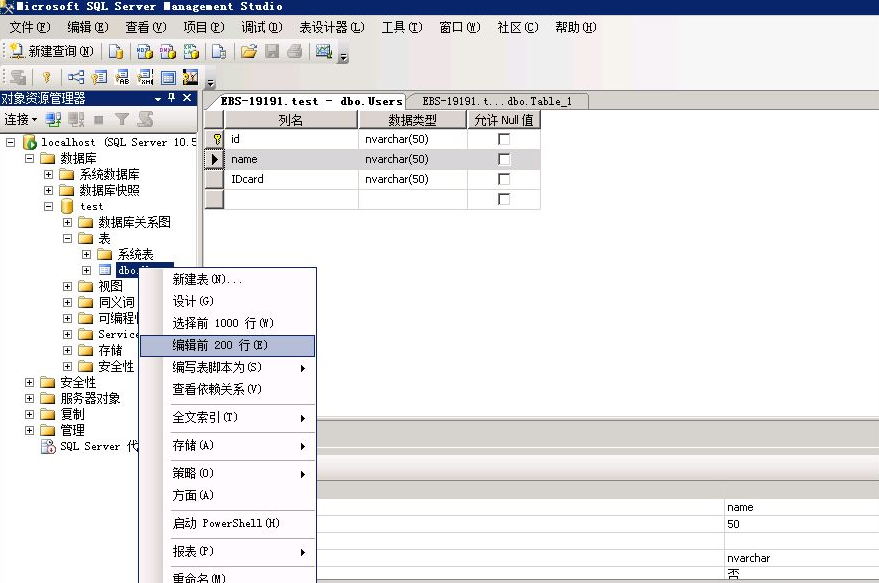 Microsoft SQL Server Management Studio
文件(F) 编辑(E) 查看(V) 项目(P) 调试(D) 表设计器(L) 工具(T) 窗口(W) 社区(C) 帮助(H)
新建查询(N)
对象资源管理器
连接
EBS-19191.test - dbo.Users
EBS-19191.t...dbo.Table_1
列名 数据类型 允许 Null 值
id nvarchar(50)
name nvarchar(50)
IDcard nvarchar(50)
localhost (SQL Server 10.5
数据库
系统数据库
数据库快照
test
数据库关系图
表
系统表
dbo.
视图
同义词
可编程
Service
存储
安全性
安全性
服务器对象
复制
管理
SQL Server 代
新建表(N)...
设计(G)
选择前 1000 行(W)
编辑前 200 行(E)
编写表脚本为(S)
查看依赖关系(V)
全文索引(T)
存储(A)
策略(O)
方面(A)
启动 PowerShell(H)
报表(P)
重命名(M)
name
50
nvarchar
否